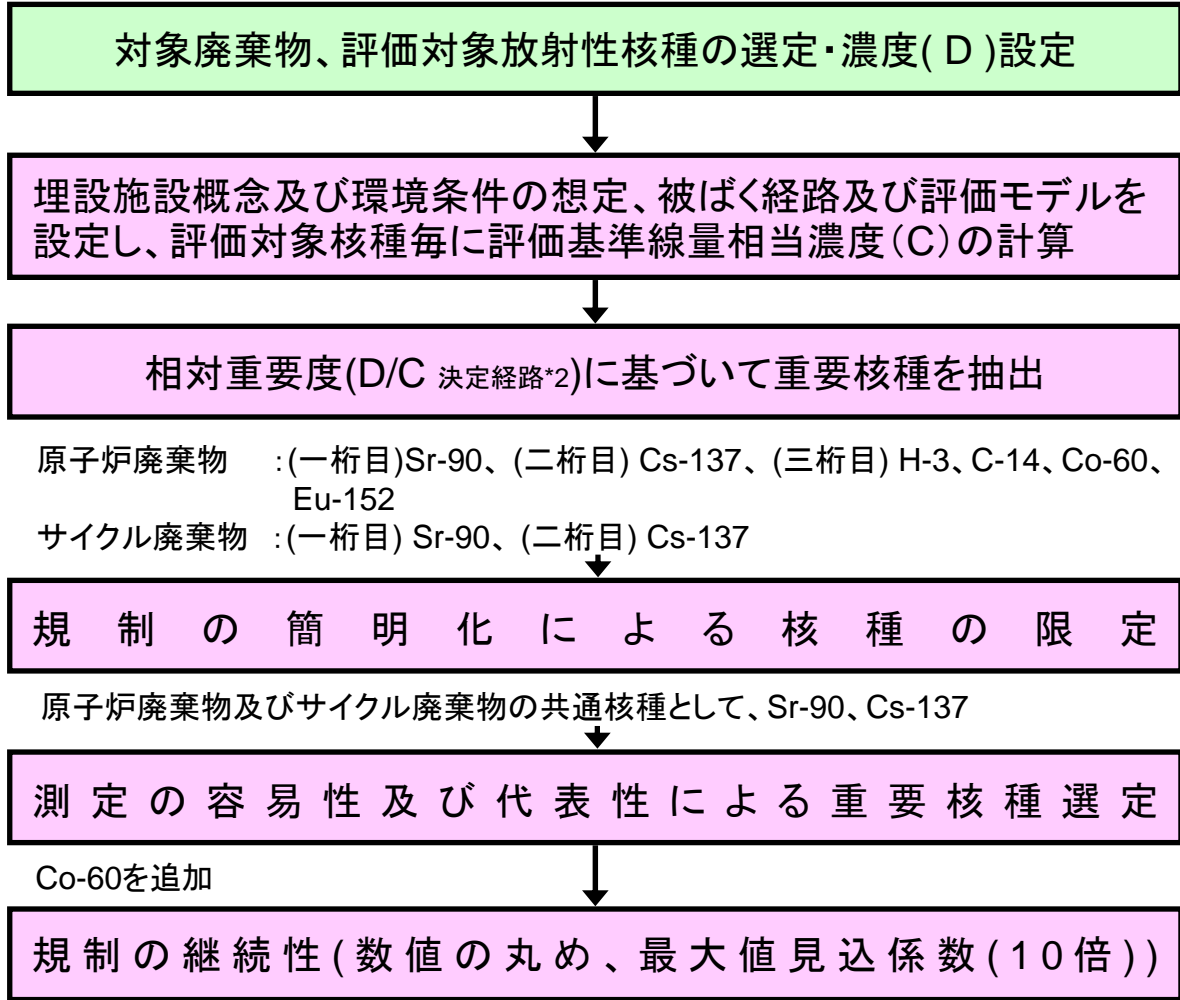 対象廃棄物、評価対象放射性核種の選定・濃度( D )設定
埋設施設概念及び環境条件の想定、被ばく経路及び評価モデルを
設定し、評価対象核種毎に評価基準線量相当濃度(C)の計算
相対重要度(D/C 決定経路*2)に基づいて重要核種を抽出
原子炉廃棄物 :(一桁目)Sr-90、(二桁目) Cs-137、(三桁目) H-3、C-14、Co-60、
Eu-152
サイクル廃棄物 :(一桁目) Sr-90、(二桁目) Cs-137
規制の簡明化による核種の限定
原子炉廃棄物及びサイクル廃棄物の共通核種として、Sr-90、Cs-137
測定の容易性及び代表性による重要核種選定
Co-60を追加
規制の継続性(数値の丸め、最大値見込係数(10倍))